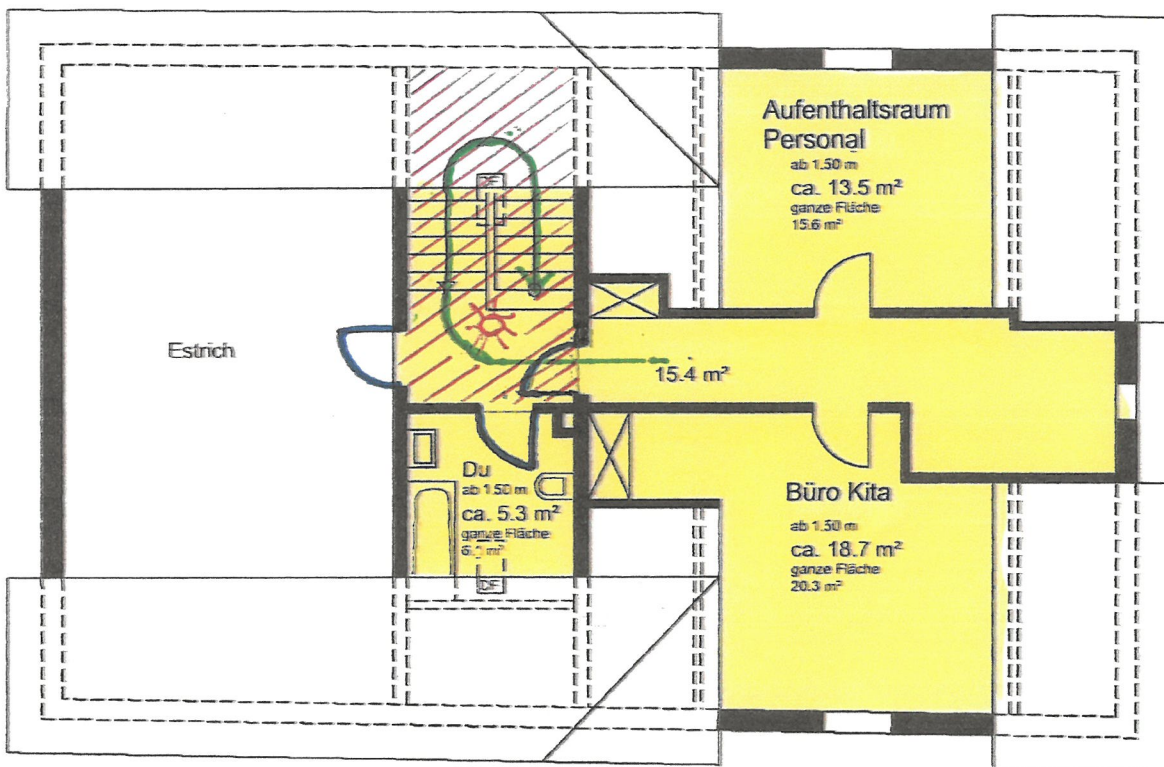 Aufenthaltsraum
Personal
ab 1.50 m
ca. 13.5 m²
ganze Fläche
15.6 m²
DF
Estrich
15.4 m²
Du
ab 1.50 m
ca. 5.3 m²
ganze Fläche
m²
DF
Büro Kita
ab 1.50 m
ca. 18.7 m²
ganze Fläche
20.3 m²